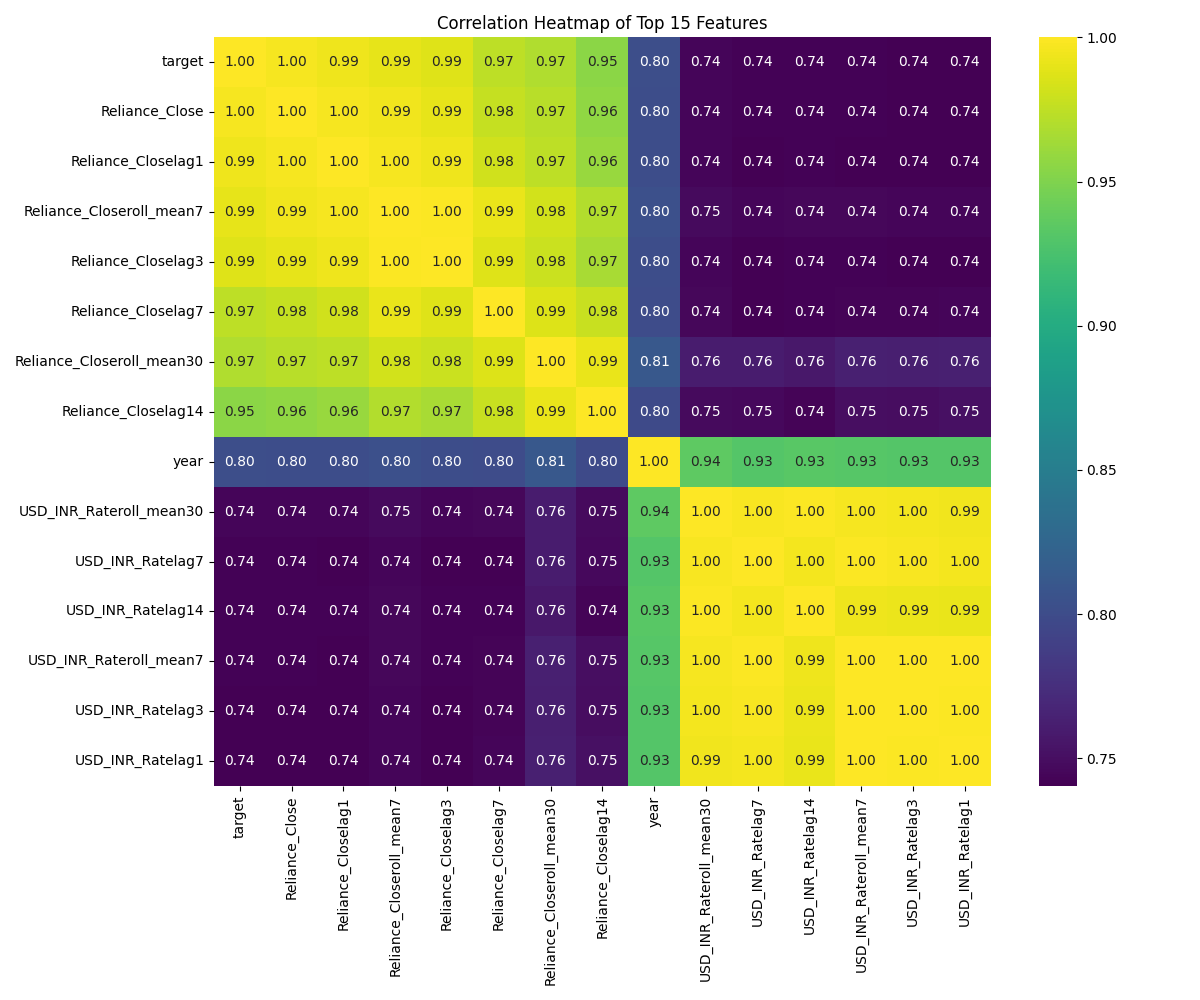 Correlation Heatmap of Top 15 Features
target 1.00 1.00 0.99 0.99 0.99 0.97 0.97 0.95 0.80 0.74 0.74 0.74 0.74 0.74 0.74
Reliance_Close 1.00 1.00 1.00 0.99 0.99 0.98 0.97 0.96 0.80 0.74 0.74 0.74 0.74 0.74 0.74
Reliance_Closelag1 0.99 1.00 1.00 1.00 0.99 0.98 0.97 0.96 0.80 0.74 0.74 0.74 0.74 0.74 0.74
Reliance_Closeroll_mean7 0.99 0.99 1.00 1.00 1.00 0.99 0.98 0.97 0.80 0.75 0.74 0.74 0.74 0.74 0.74
Reliance_Closelag3 0.99 0.99 0.99 1.00 1.00 0.99 0.98 0.97 0.80 0.74 0.74 0.74 0.74 0.74 0.74
Reliance_Closelag7 0.97 0.98 0.98 0.99 0.99 1.00 0.99 0.98 0.80 0.74 0.74 0.74 0.74 0.74 0.74
Reliance_Closeroll_mean30 0.97 0.97 0.97 0.98 0.98 0.99 1.00 0.99 0.81 0.76 0.76 0.76 0.76 0.76 0.76
Reliance_Closelag14 0.95 0.96 0.96 0.97 0.97 0.98 0.99 1.00 0.80 0.75 0.75 0.74 0.75 0.75 0.75
year 0.80 0.80 0.80 0.80 0.80 0.80 0.81 0.80 1.00 0.94 0.93 0.93 0.93 0.93 0.93
USD_INR_Rateroll_mean30 0.74 0.74 0.74 0.75 0.74 0.74 0.76 0.75 0.94 1.00 1.00 1.00 1.00 1.00 0.99
USD_INR_Ratelag7 0.74 0.74 0.74 0.74 0.74 0.74 0.76 0.75 0.93 1.00 1.00 1.00 1.00 1.00 1.00
USD_INR_Ratelag14 0.74 0.74 0.74 0.74 0.74 0.74 0.76 0.74 0.93 1.00 1.00 1.00 0.99 0.99 0.99
USD_INR_Rateroll_mean7 0.74 0.74 0.74 0.74 0.74 0.74 0.76 0.75 0.93 1.00 1.00 0.99 1.00 1.00 1.00
USD_INR_Ratelag3 0.74 0.74 0.74 0.74 0.74 0.74 0.76 0.75 0.93 1.00 1.00 0.99 1.00 1.00 1.00
USD_INR_Ratelag1 0.74 0.74 0.74 0.74 0.74 0.74 0.76 0.75 0.93 0.99 1.00 0.99 1.00 1.00 1.00
target
Reliance_Close
Reliance_Closelag1
Reliance_Closeroll_mean7
Reliance_Closelag3
Reliance_Closelag7
Reliance_Closeroll_mean30
Reliance_Closelag14
year
USD_INR_Rateroll_mean30
USD_INR_Ratelag7
USD_INR_Ratelag14
USD_INR_Rateroll_mean7
USD_INR_Ratelag3
USD_INR_Ratelag1
1.00
0.95
0.90
0.85
0.80
0.75